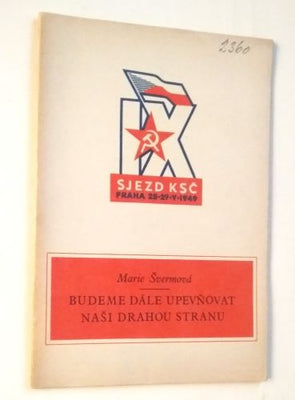 2360
IX
SJEZD KSČ
PRAHA 25-29·V·1949
Marie Švermová
BUDEME DÁLE UPEVŇOVAT
NAŠI DRAHOU STRANU